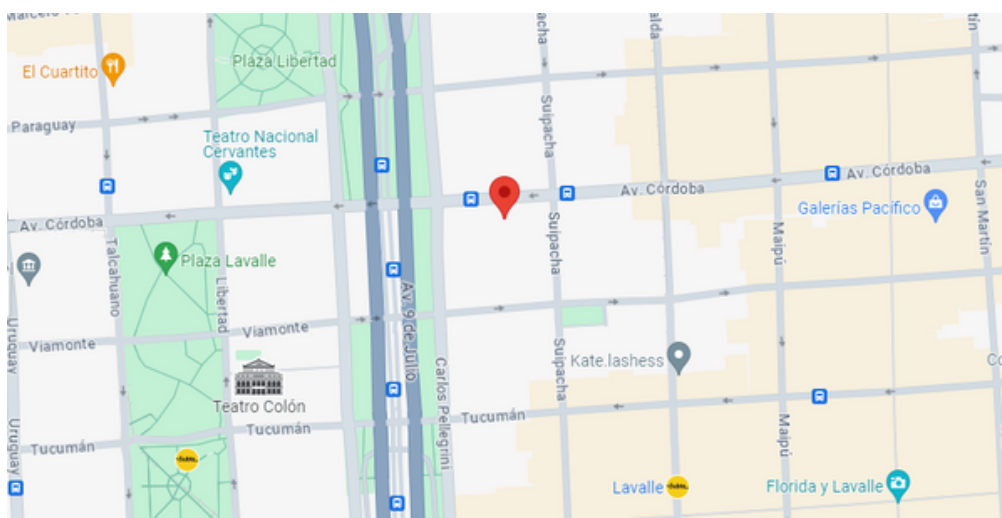 Marcelo
El Cuartito
Plaza Libertad
Paraguay
Suipacha
Teatro Nacional
Cervantes
Av. Córdoba
Av. Córdoba
San Martín
Galerías Pacífico
Av. Córdoba
Talcahuano
Plaza Lavalle
Libertad
Suipacha
Maipú
Av. 9 de Julio
Uruguay
Viamonte
Viamonte
Carlos Pellegrini
Suipacha
Kate.lashess
Teatro Colón
Tucumán
Tucumán
Maipú
Uruguay
Tucumán
Lavalle
Florida y Lavalle